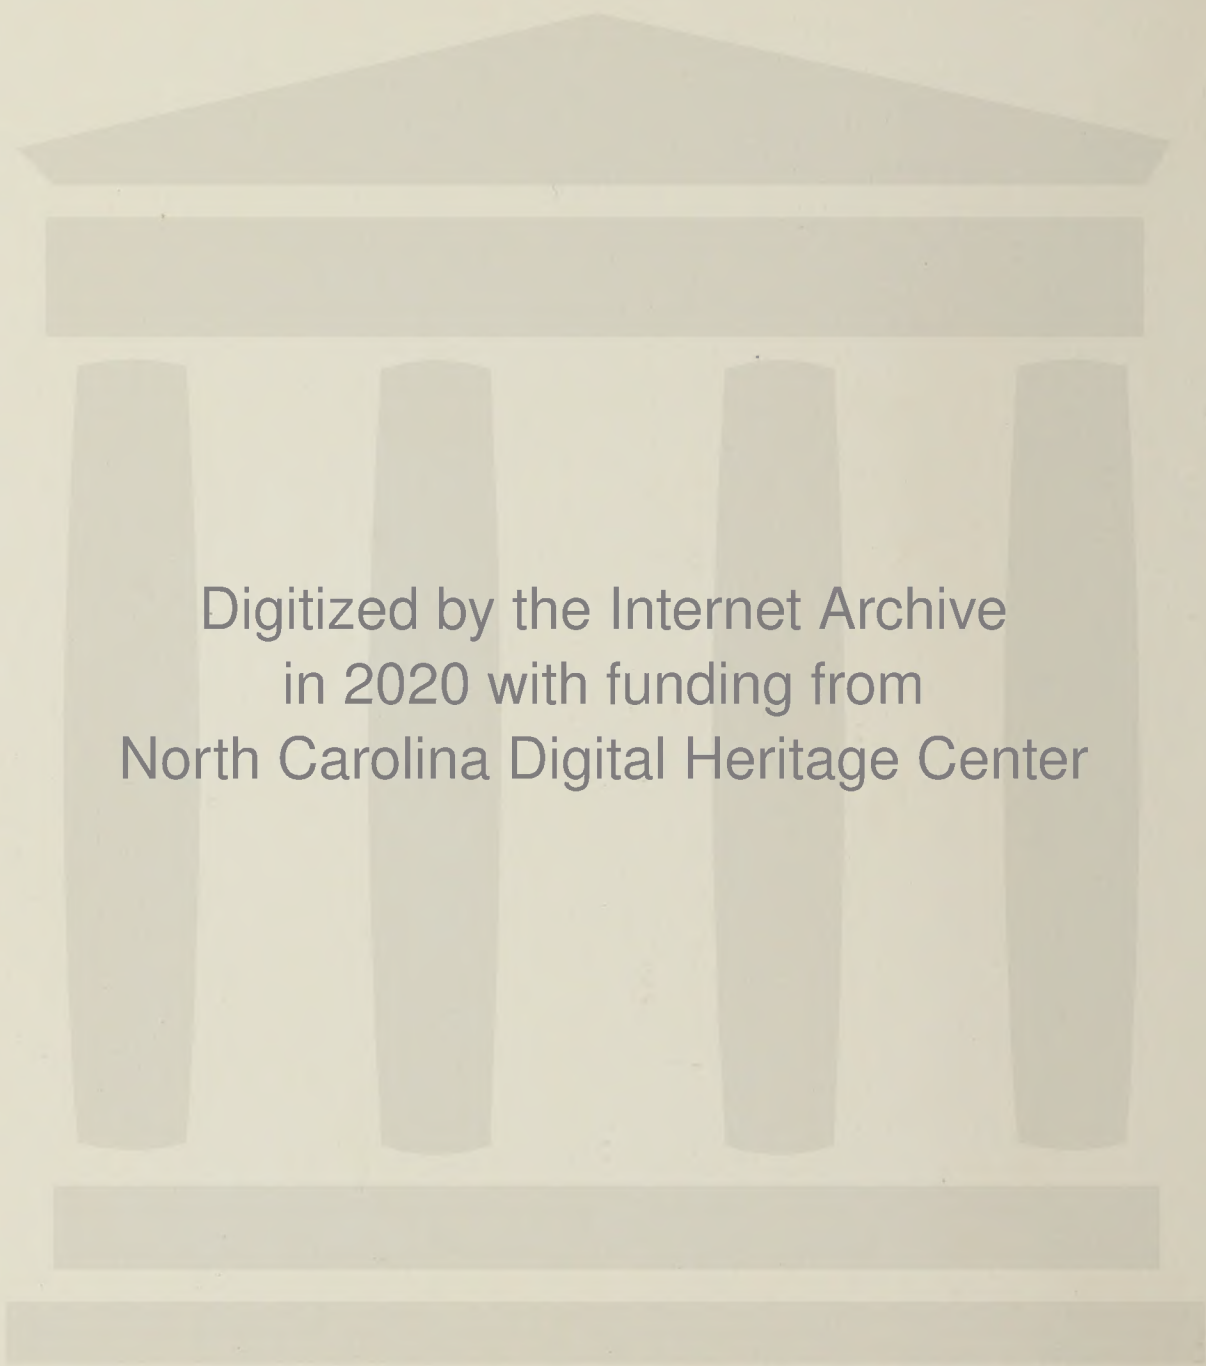 Digitized by the Internet Archive
in 2020 with funding from
North Carolina Digital Heritage Center